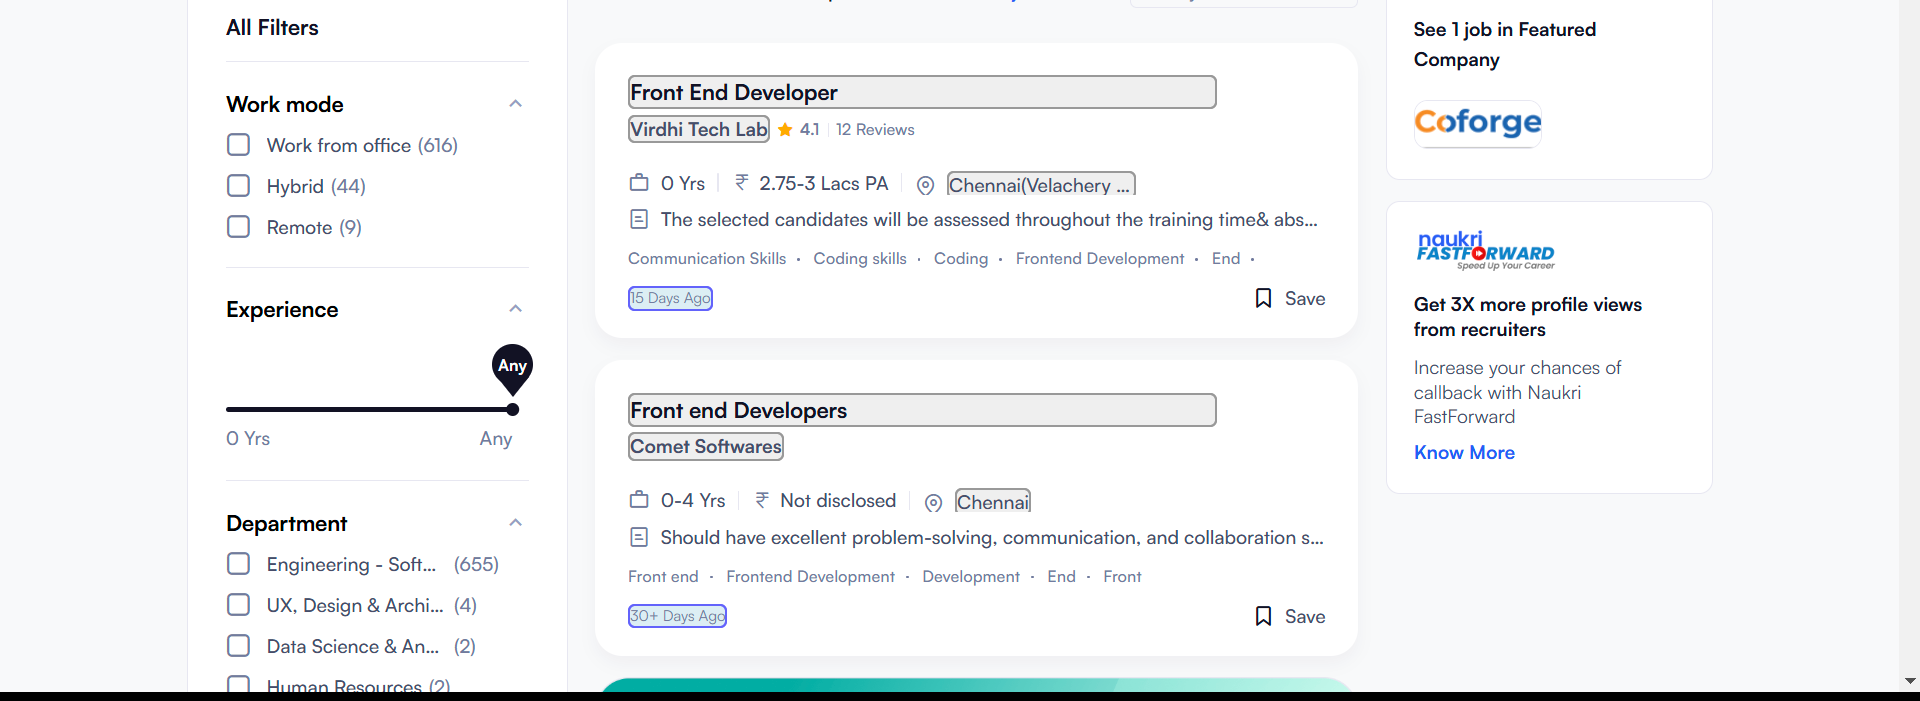 All Filters
Work mode
Work from office (616)
Hybrid (44)
Remote (9)
Experience
Any
0 Yrs
Any
Department
Engineering - Soft... (655)
UX, Design & Archi... (4)
Data Science & An... (2)
Human Resources (2)
Front End Developer
Virdhi Tech Lab 4.1 12 Reviews
0 Yrs ₹ 2.75-3 Lacs PA Chennai(Velachery ...
The selected candidates will be assessed throughout the training time& abs...
Communication Skills · Coding skills · Coding · Frontend Development · End ·
15 Days Ago
Save
Front end Developers
Comet Softwares
0-4 Yrs ₹ Not disclosed Chennai
Should have excellent problem-solving, communication, and collaboration s...
Front end · Frontend Development · Development · End · Front
30+ Days Ago
Save
See 1 job in Featured
Company
Coforge
naukri
FASTFORWARD
Speed Up Your Career
Get 3X more profile views
from recruiters
Increase your chances of
callback with Naukri
FastForward
Know More